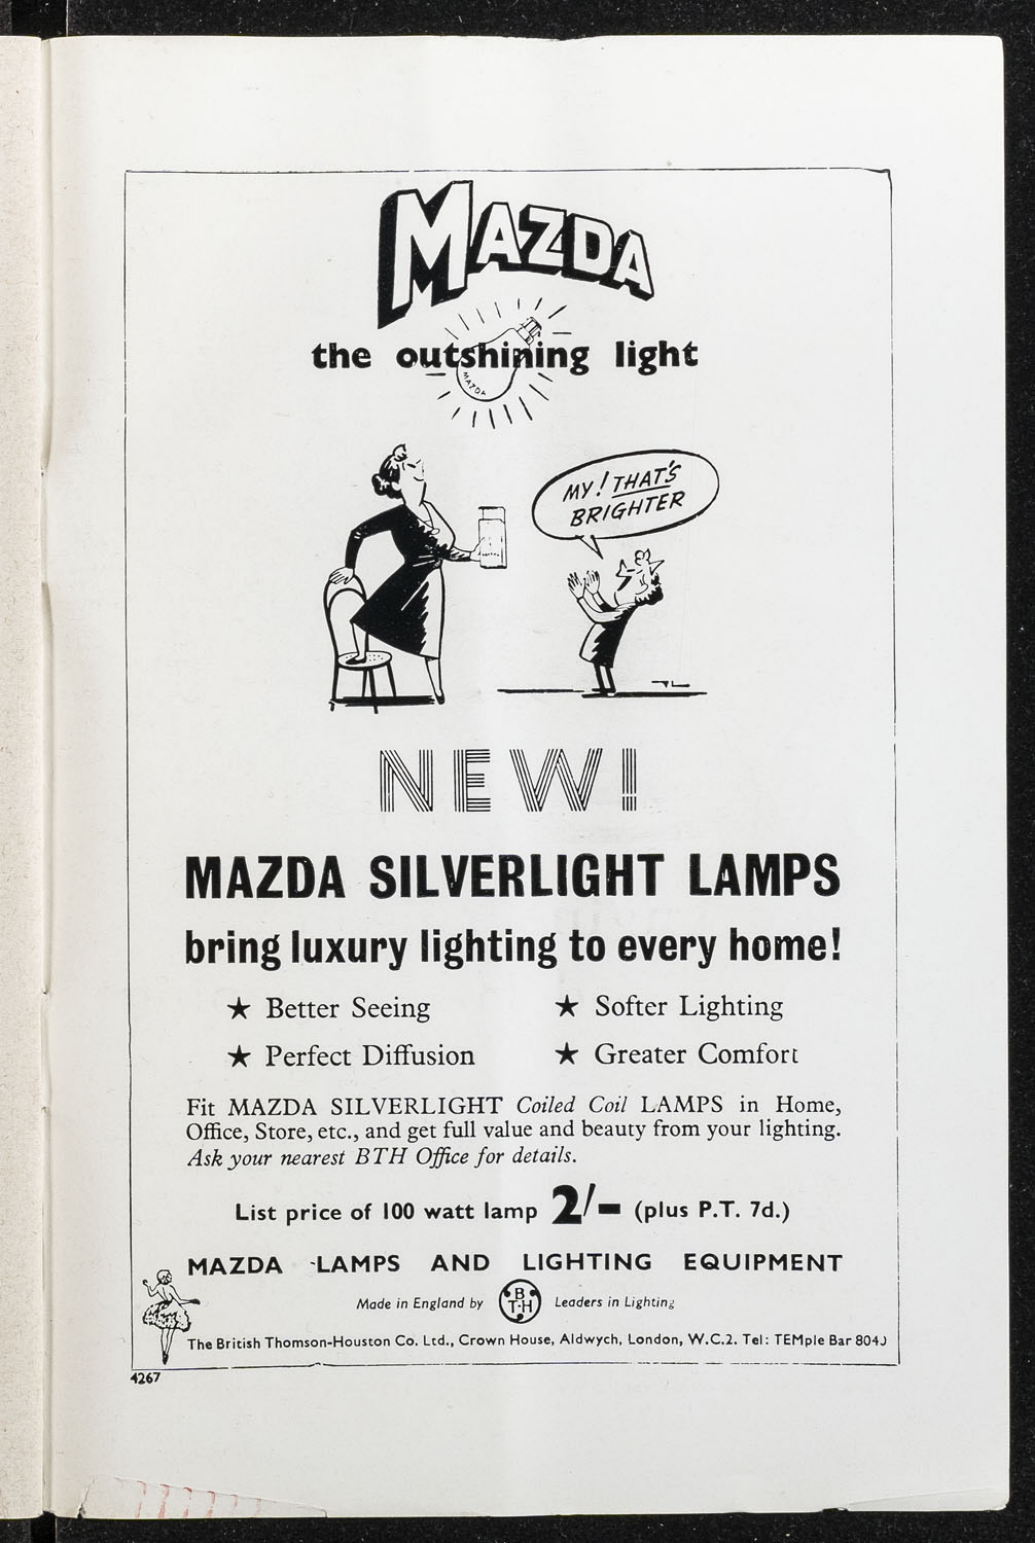 MAZDA
the outshining light
MAZDA
MY! THAT'S
BRIGHTER
NEW!
MAZDA SILVERLIGHT LAMPS
bring luxury lighting to every home!
★ Better Seeing ★ Softer Lighting
★ Perfect Diffusion ★ Greater Comfort
Fit MAZDA SILVERLIGHT Coiled Coil LAMPS in Home,
Office, Store, etc., and get full value and beauty from your lighting.
Ask your nearest BTH Office for details.
List price of 100 watt lamp 2/- (plus P.T. 7d.)
MAZDA LAMPS AND LIGHTING EQUIPMENT
Made in England by BTH Leaders in Lighting
The British Thomson-Houston Co. Ltd., Crown House, Aldwych, London, W.C.2. Tel: TEMple Bar
4267